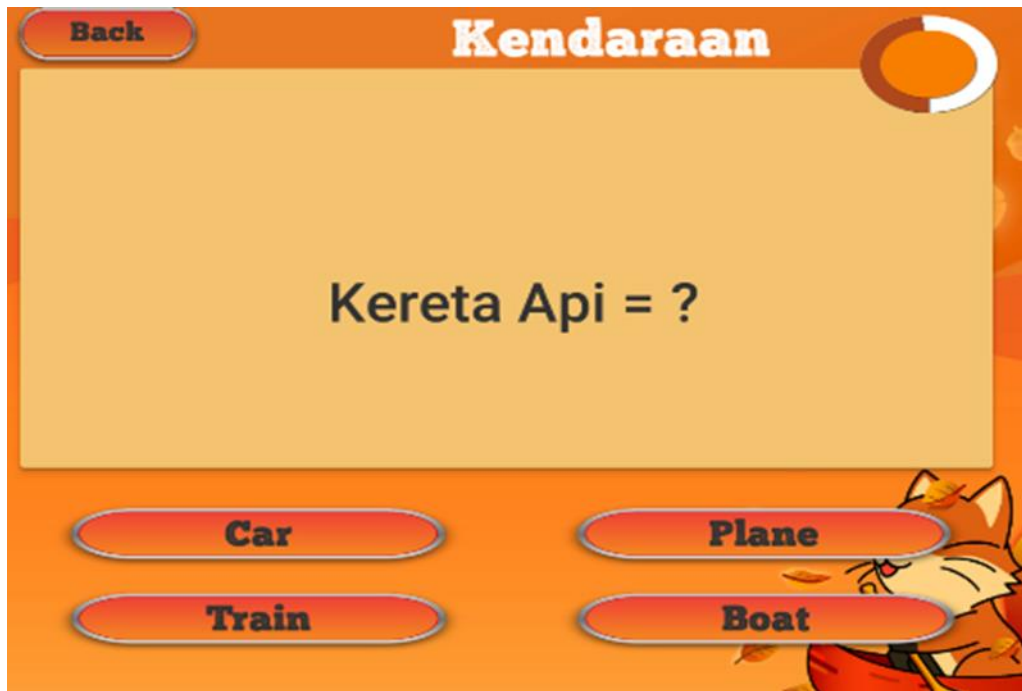 Back
Kendaraan
Kereta Api = ?
Car
Plane
Train
Boat